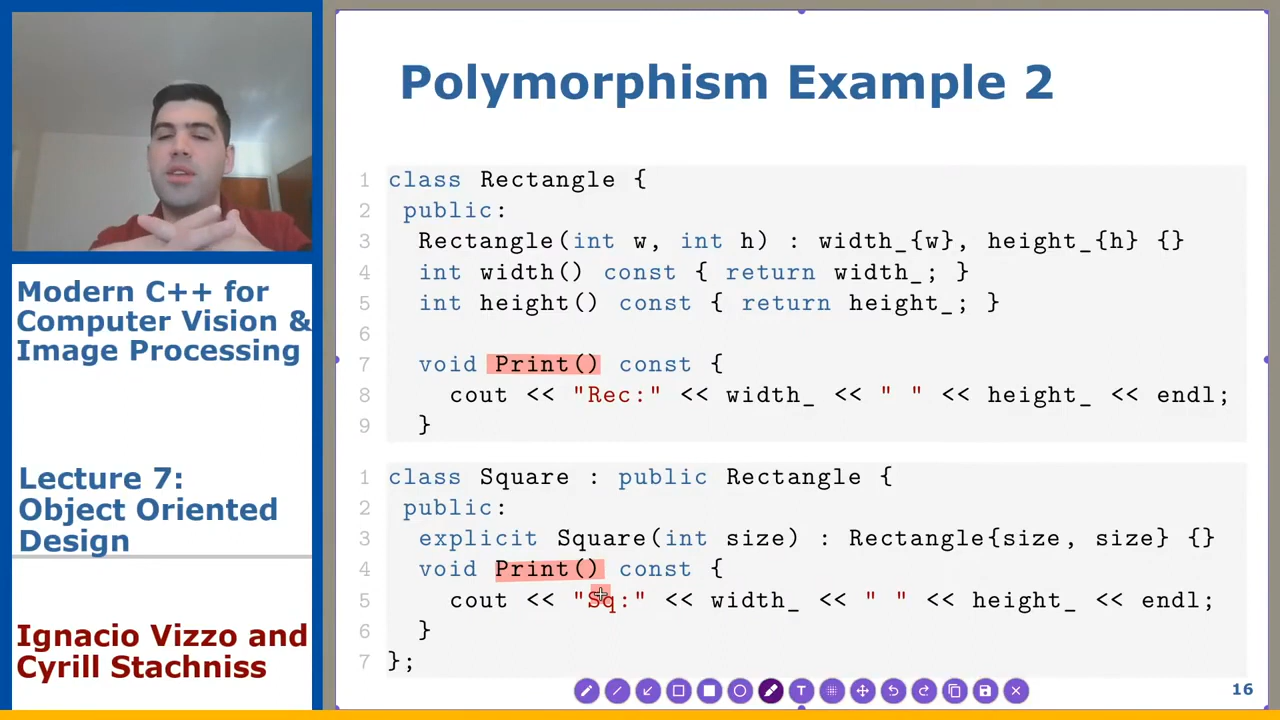 Polymorphism Example 2
1 class Rectangle {
2 public:
3 Rectangle(int w, int h) : width_{w}, height_{h} {}
4 int width() const { return width_; }
5 int height() const { return height_; }
6
7 void Print() const {
8 cout << "Rec:" << width_ << " " << height_ << endl;
9 }
1 class Square : public Rectangle {
2 public:
3 explicit Square(int size) : Rectangle{size, size} {}
4 void Print() const {
5 cout << "Sq:" << width_ << " " << height_ << endl;
6 }
7 };
Modern C++ for
Computer Vision &
Image Processing
Lecture 7:
Object Oriented
Design
Ignacio Vizzo and
Cyrill Stachniss
T
16